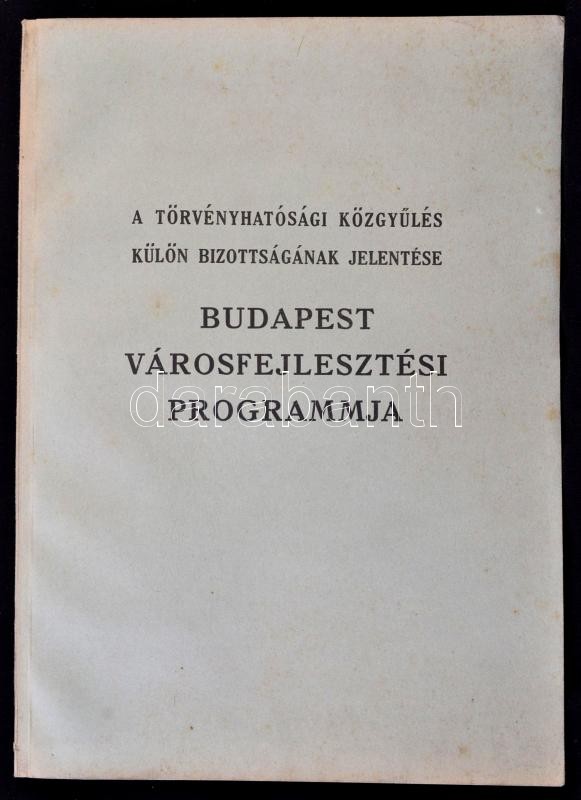 A TÖRVÉNYHATÓSÁGI KÖZGYŰLÉS
KÜLÖN BIZOTTSÁGÁNAK JELENTÉSE
BUDAPEST
VÁROSFEJLESZTÉSI
PROGRAMMJA
darabanth